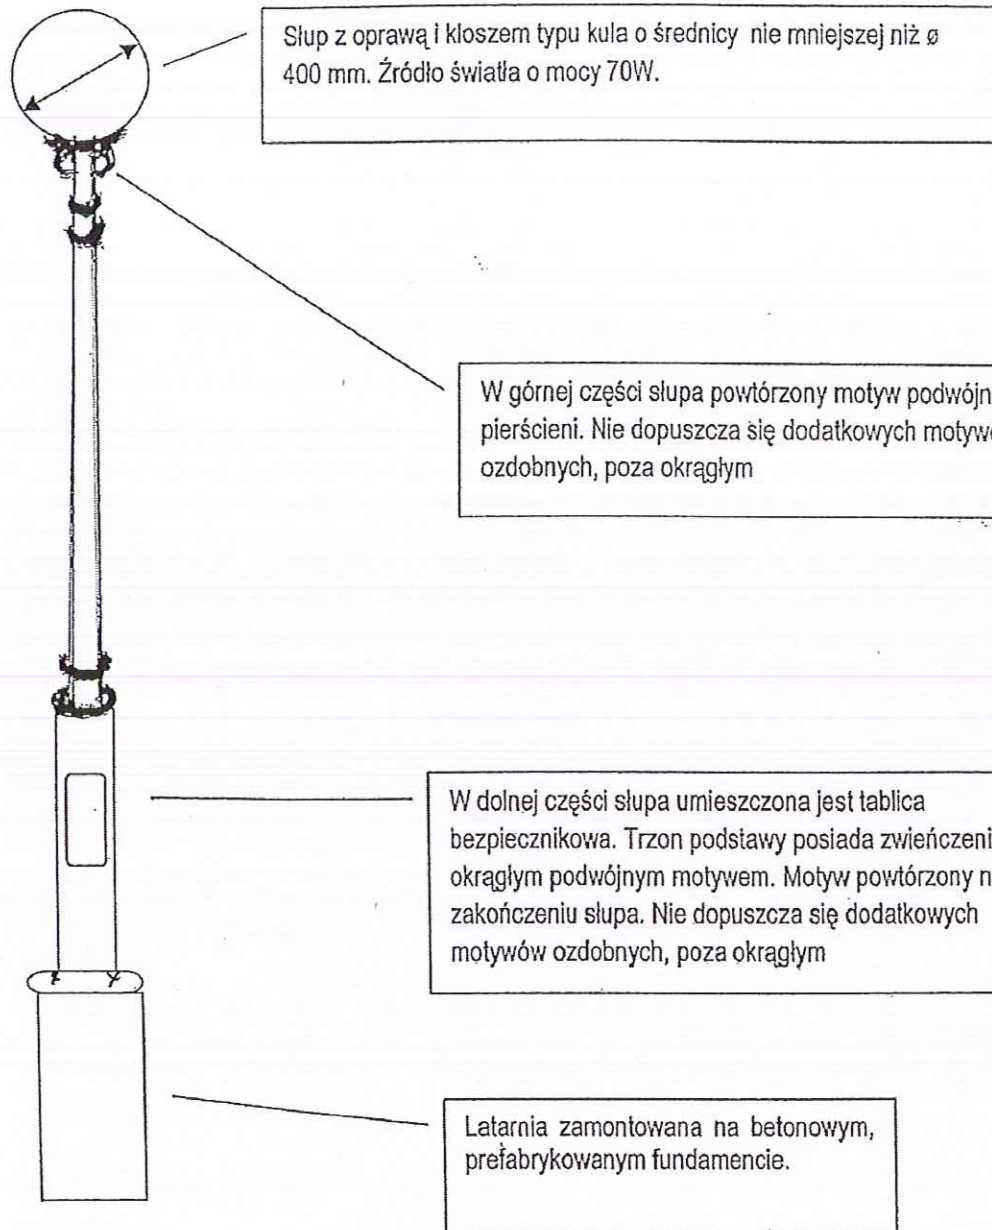 Słup z oprawą i kloszem typu kula o średnicy nie mniejszej niż ø
400 mm. Źródło światła o mocy 70W.
W górnej części słupa powtórzony motyw podwójn
pierścieni. Nie dopuszcza się dodatkowych motywó
ozdobnych, poza okrągłym
W dolnej części słupa umieszczona jest tablica
bezpiecznikowa. Trzon podstawy posiada zwieńczeni
okrągłym podwójnym motywem. Motyw powtórzony n
zakończeniu słupa. Nie dopuszcza się dodatkowych
motywów ozdobnych, poza okrągłym
Latarnia zamontowana na betonowym,
prefabrykowanym fundamencie.